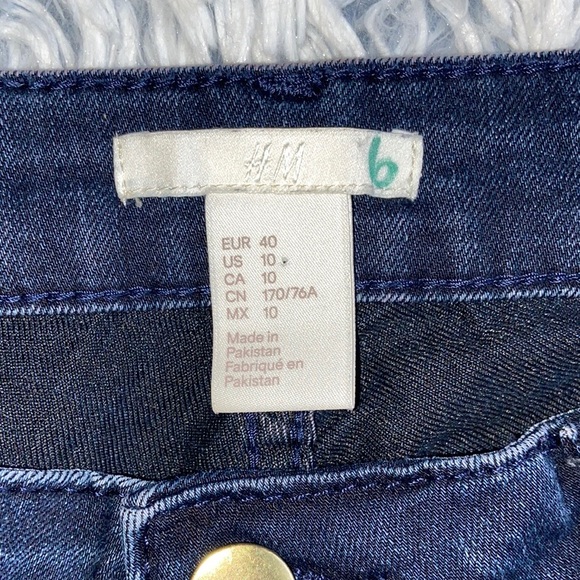 H&M 6
EUR 40
US 10
CA 10
CN 170/76A
MX 10
Made in
Pakistan
Fabriqué en
Pakistan